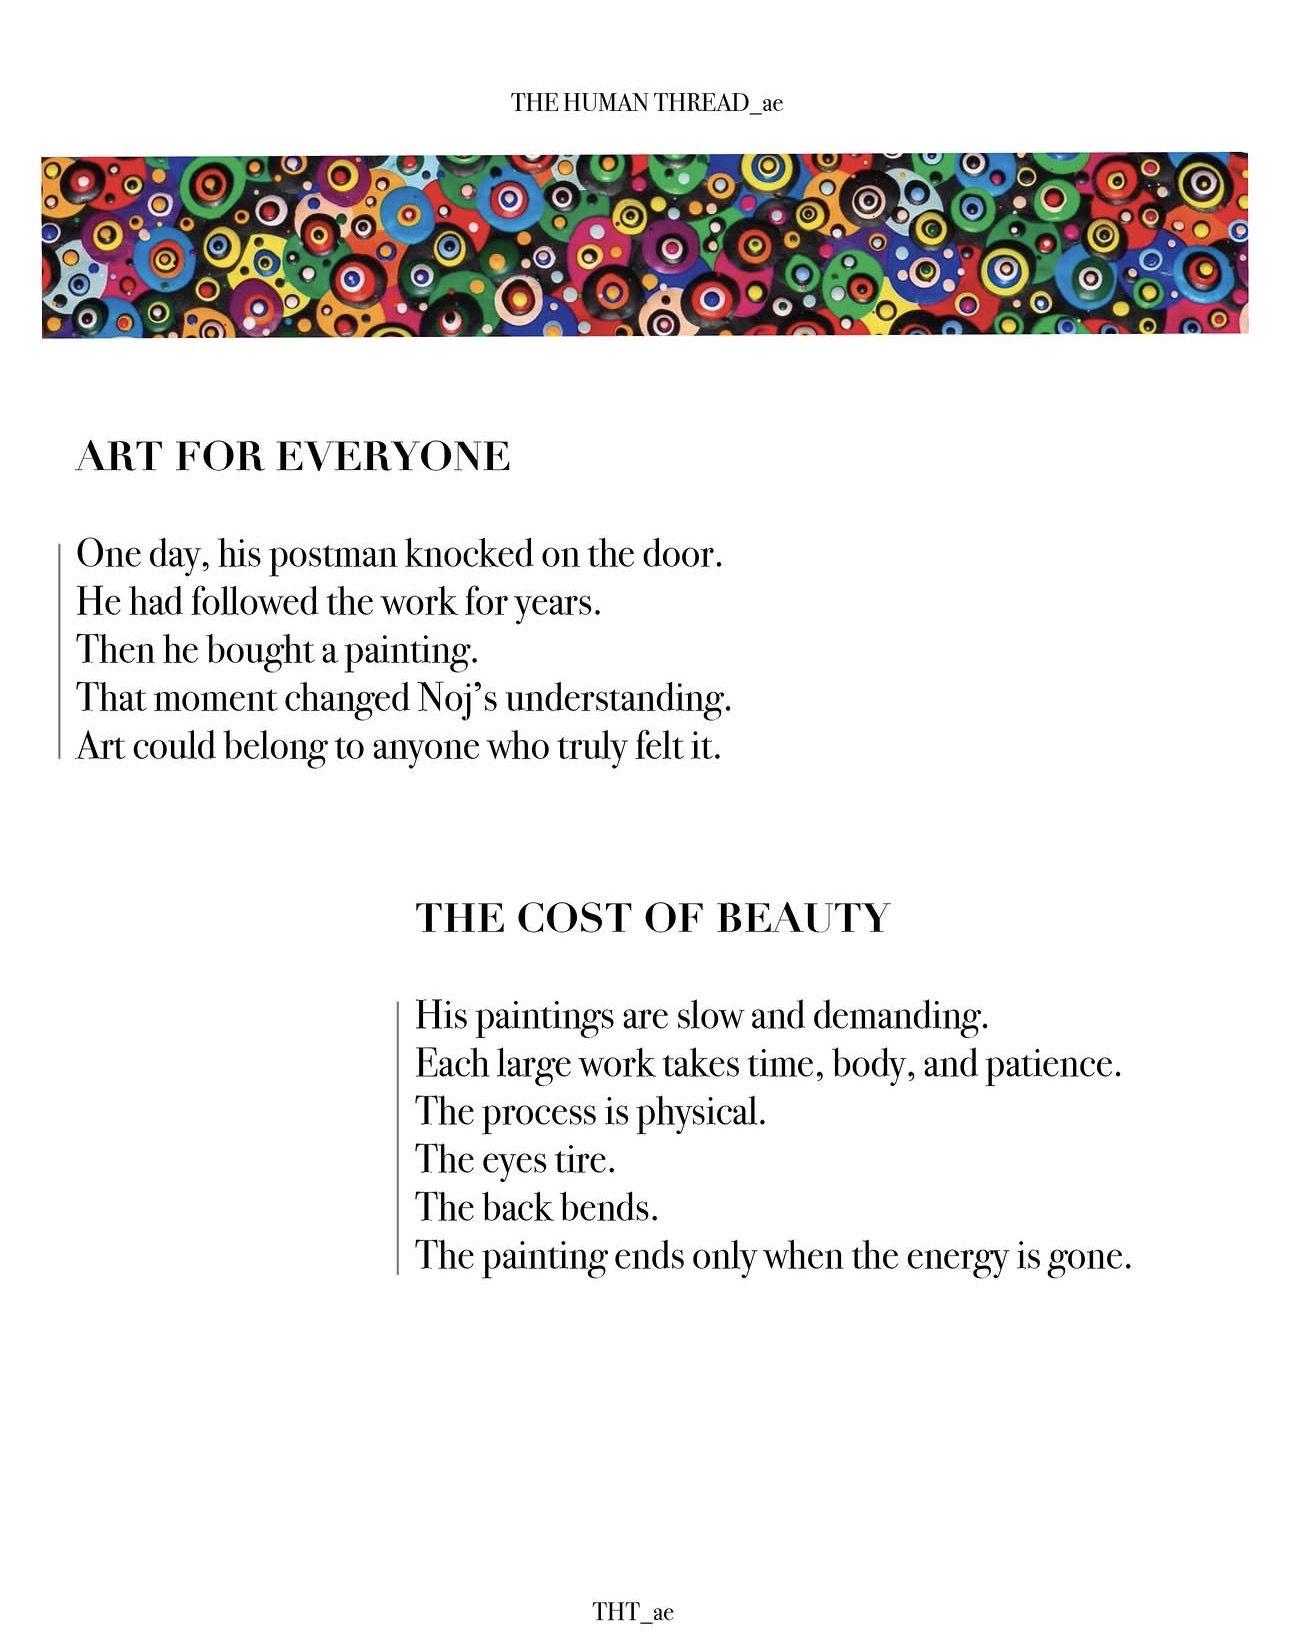 THE HUMAN THREAD_ae
ART FOR EVERYONE
One day, his postman knocked on the door.
He had followed the work for years.
Then he bought a painting.
That moment changed Noj’s understanding.
Art could belong to anyone who truly felt it.
THE COST OF BEAUTY
His paintings are slow and demanding.
Each large work takes time, body, and patience.
The process is physical.
The eyes tire.
The back bends.
The painting ends only when the energy is gone.
THT_ae